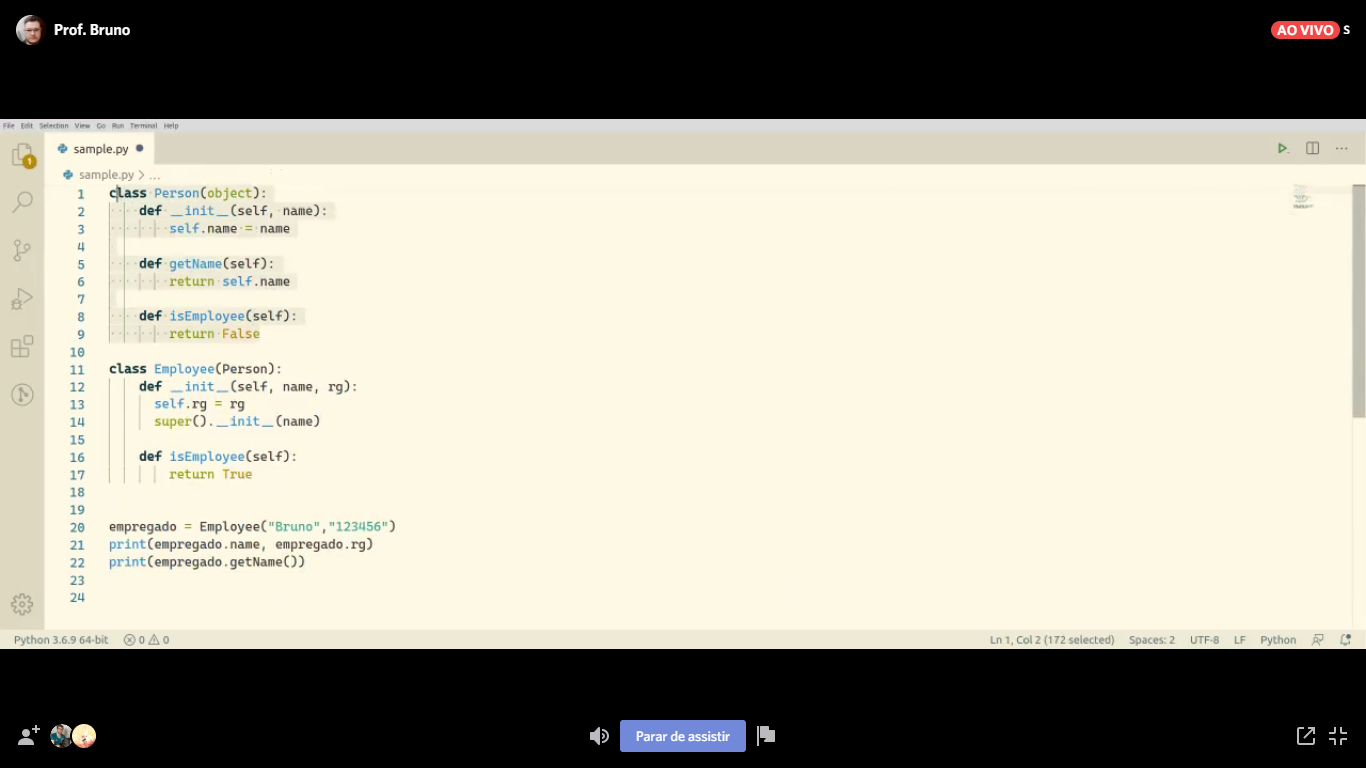 Prof. Bruno
AO VIVO S
File Edit Selection View Go Run Terminal Help
sample.py
1
sample.py > ...
1 class Person(object):
2     def __init__(self, name):
3         self.name = name
4
5     def getName(self):
6         return self.name
7
8     def isEmployee(self):
9         return False
10
11 class Employee(Person):
12     def __init__(self, name, rg):
13       self.rg = rg
14       super().__init__(name)
15
16     def isEmployee(self):
17         return True
18
19
20 empregado = Employee("Bruno","123456")
21 print(empregado.name, empregado.rg)
22 print(empregado.getName())
23
24
Python 3.6.9 64-bit 0 0 Ln 1, Col 2 (172 selected) Spaces: 2 UTF-8 LF Python
Parar de assistir